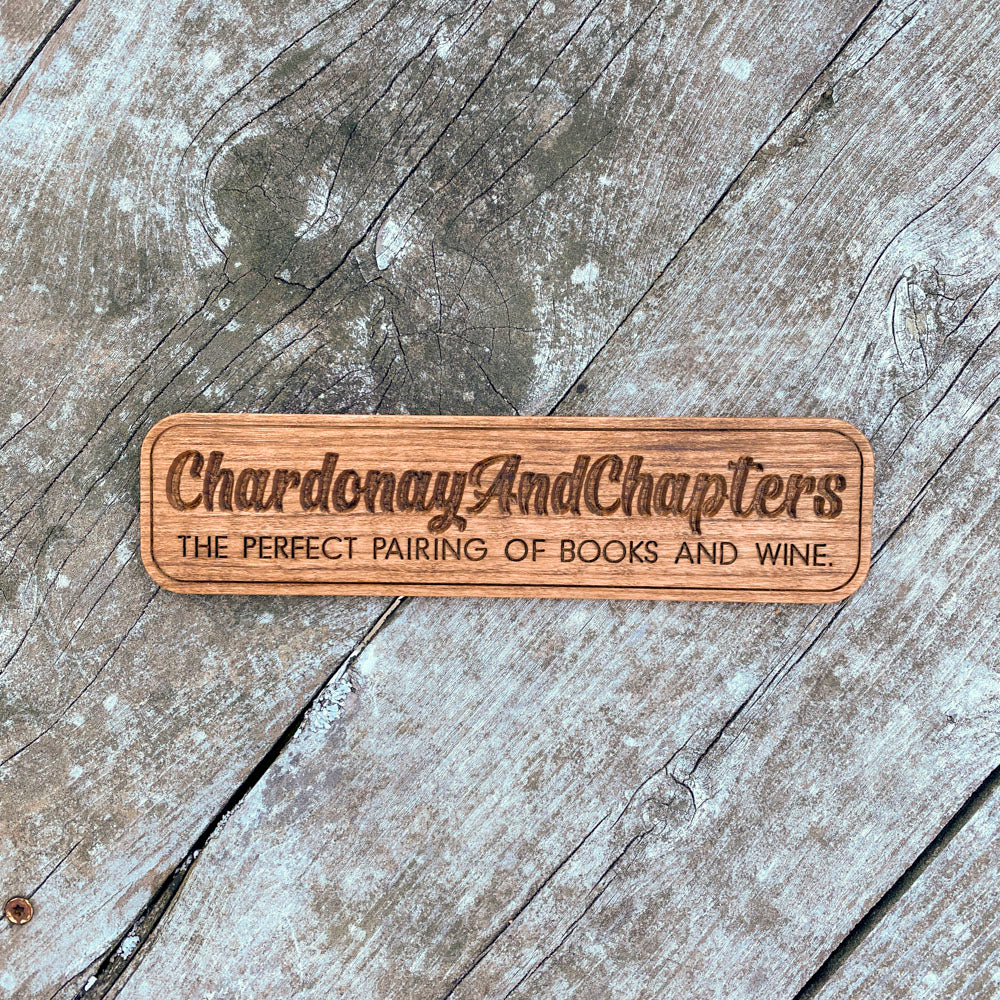 ChardonayAndChapters
THE PERFECT PAIRING OF BOOKS AND WINE.